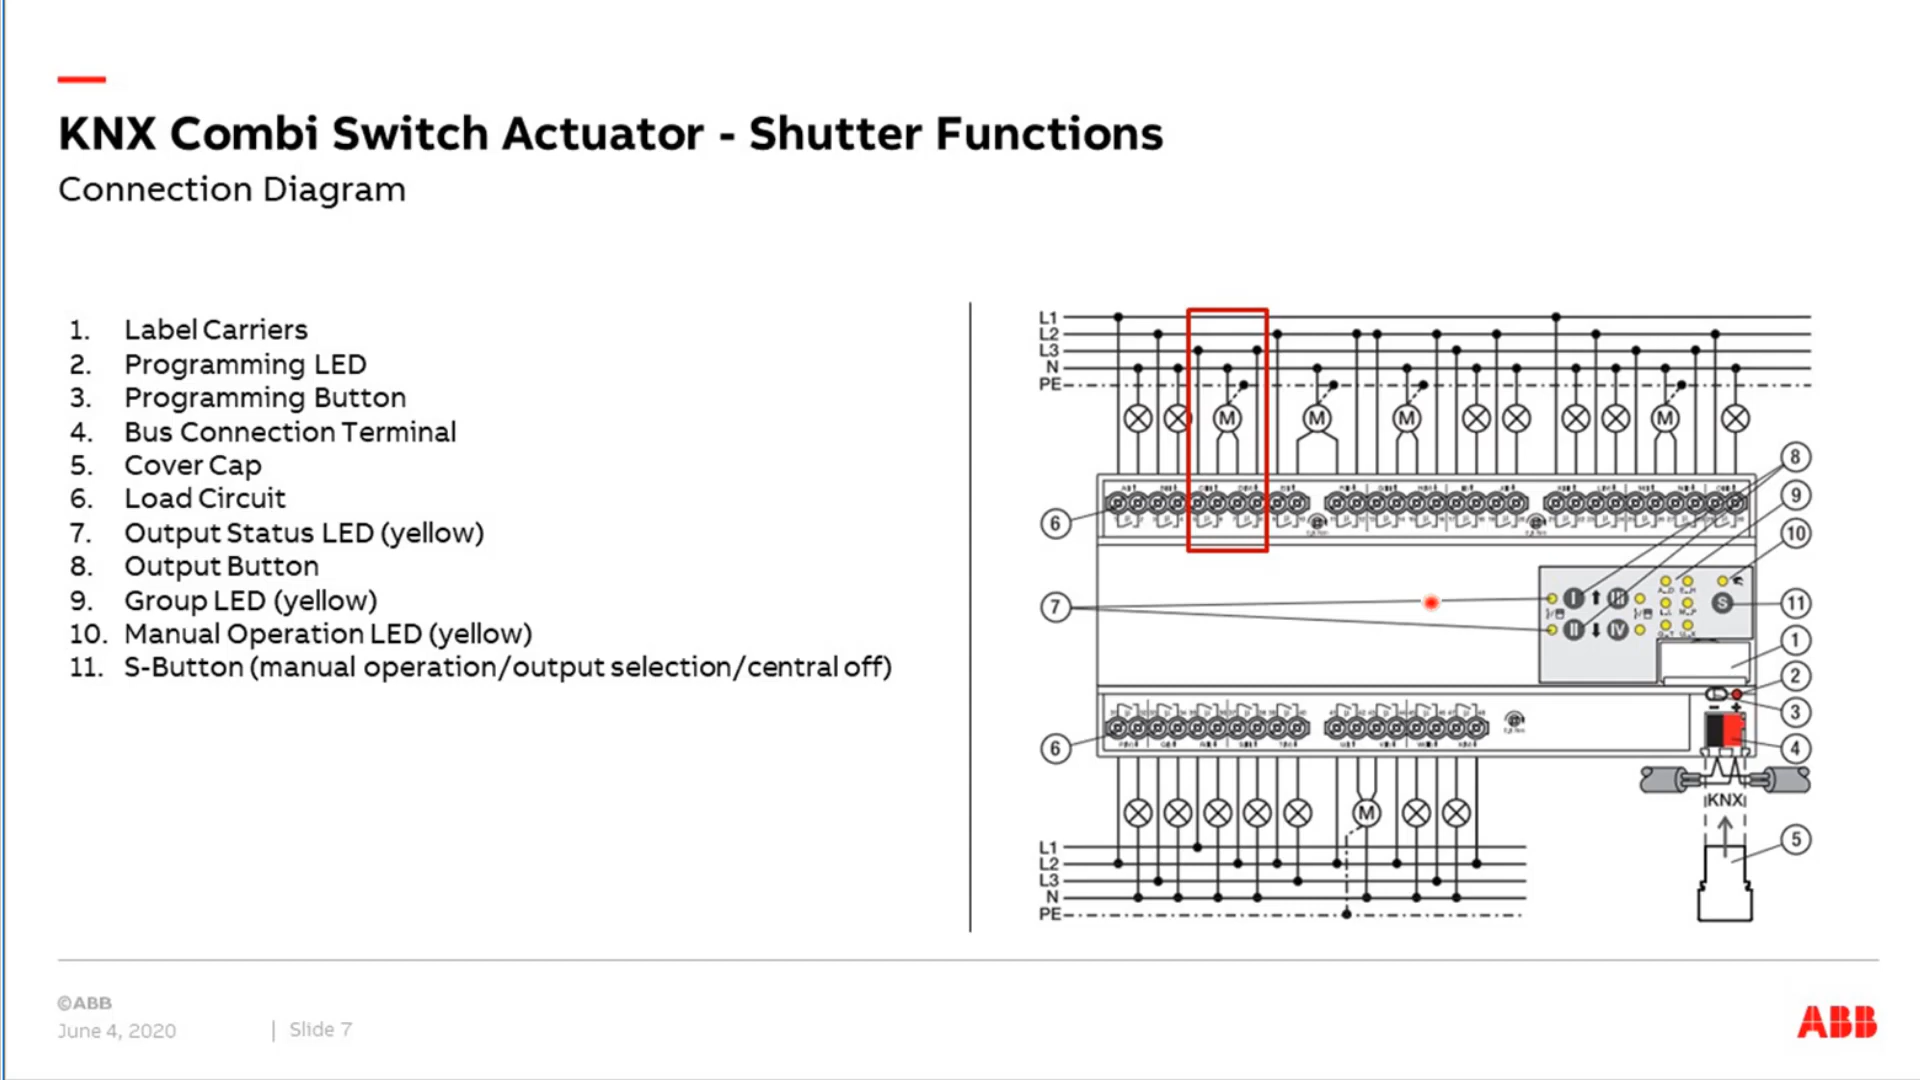 KNX Combi Switch Actuator - Shutter Functions
Connection Diagram
1. Label Carriers
2. Programming LED
3. Programming Button
4. Bus Connection Terminal
5. Cover Cap
6. Load Circuit
7. Output Status LED (yellow)
8. Output Button
9. Group LED (yellow)
10. Manual Operation LED (yellow)
11. S-Button (manual operation/output selection/central off)
L1
L2
L3
N
PE
M M M M
8
9
6
10
I III
7
S 11
II IV
1
2
3
- +
6
4
KNX
M
5
L1
L2
L3
N
PE
©ABB
June 4, 2020 | Slide 7
ABB